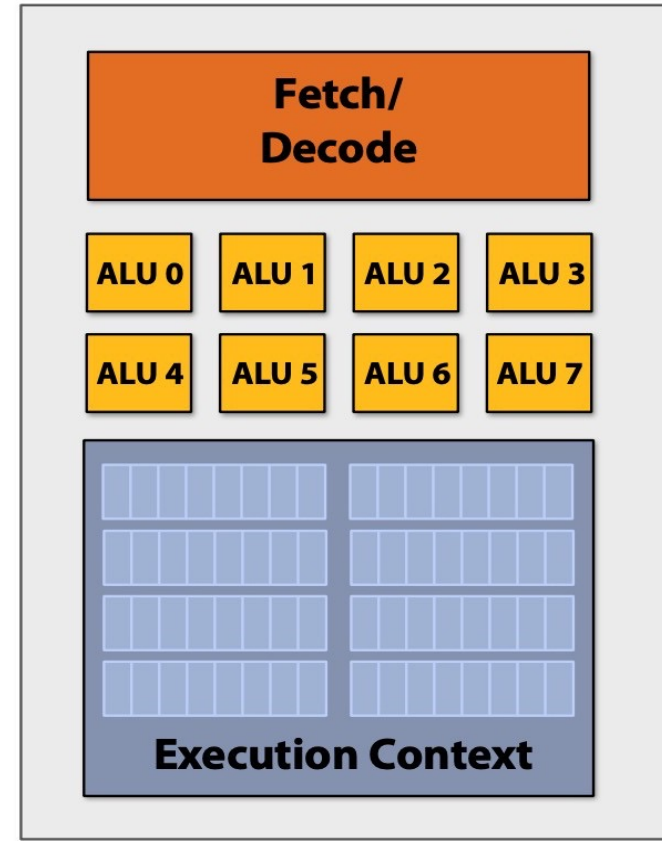 Fetch/
Decode
ALU 0 ALU 1 ALU 2 ALU 3
ALU 4 ALU 5 ALU 6 ALU 7
Execution Context